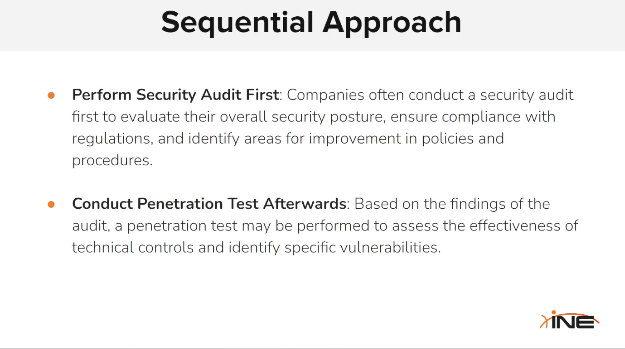 Sequential Approach
Perform Security Audit First: Companies often conduct a security audit
first to evaluate their overall security posture, ensure compliance with
regulations, and identify areas for improvement in policies and
procedures.
Conduct Penetration Test Afterwards: Based on the findings of the
audit, a penetration test may be performed to assess the effectiveness of
technical controls and identify specific vulnerabilities.
INE